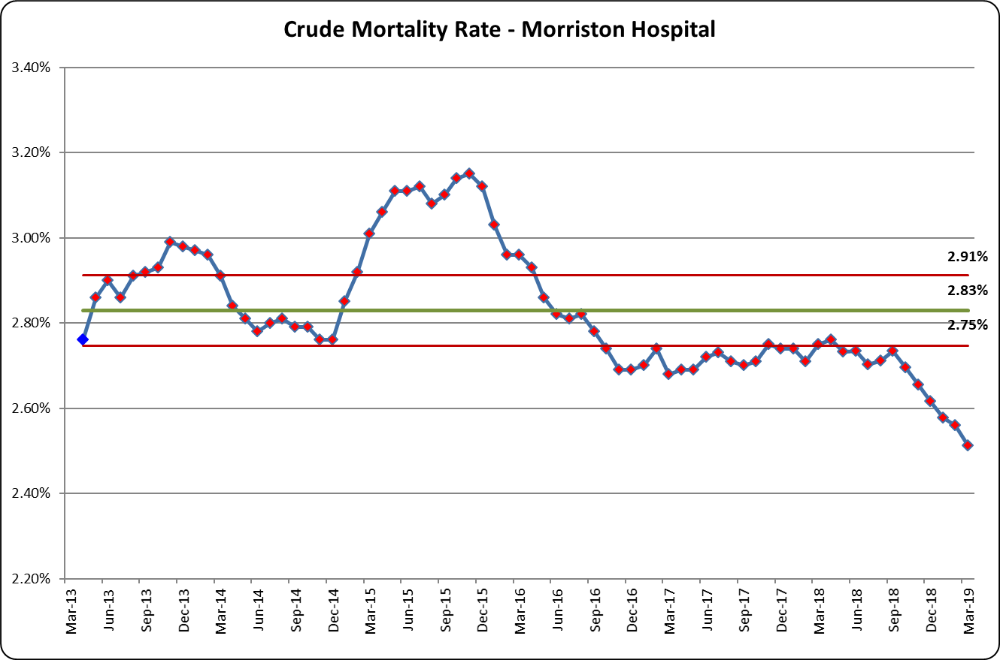 Crude Mortality Rate - Morriston Hospital
3.40%
3.20%
3.00%
2.80%
2.60%
2.40%
2.20%
2.91%
2.83%
2.75%
Mar-13
Jun-13
Sep-13
Dec-13
Mar-14
Jun-14
Sep-14
Dec-14
Mar-15
Jun-15
Sep-15
Dec-15
Mar-16
Jun-16
Sep-16
Dec-16
Mar-17
Jun-17
Sep-17
Dec-17
Mar-18
Jun-18
Sep-18
Dec-18
Mar-19